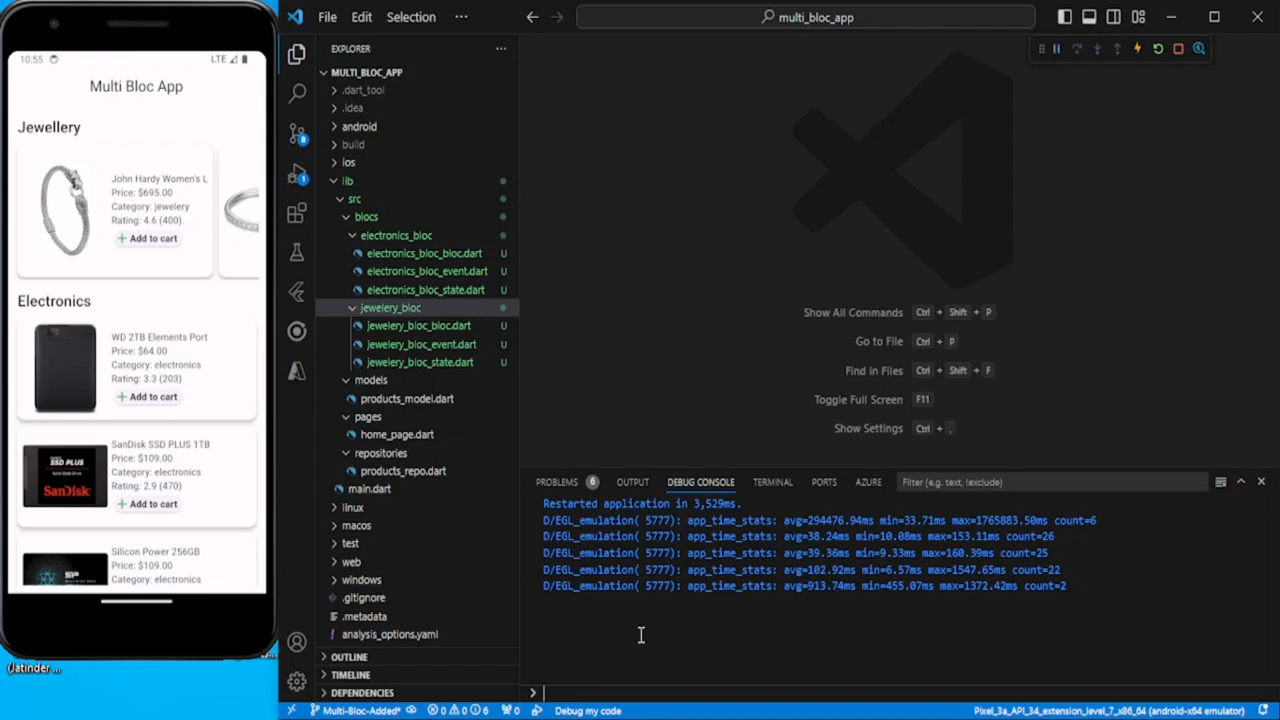 10:55
LTE
Multi Bloc App
Jewellery
John Hardy Women's L
Price: $695.00
Category: jewelery
Rating: 4.6 (400)
Add to cart
Electronics
WD 2TB Elements Port
Price: $64.00
Category: electronics
Rating: 3.3 (203)
Add to cart
SSD PLUS
SanDisk
SanDisk SSD PLUS 1TB
Price: $109.00
Category: electronics
Rating: 2.9 (470)
Add to cart
Silicon Power 256GB
Price: $109.00
Category: electronics
(Jatinder ...
File Edit Selection ...
multi_bloc_app
EXPLORER
MULTI_BLOC_APP
.dart_tool
.idea
android
build
ios
lib
src
blocs
electronics_bloc
electronics_bloc_bloc.dart U
electronics_bloc_event.dart U
electronics_bloc_state.dart U
jewelery_bloc
jewelery_bloc_bloc.dart U
jewelery_bloc_event.dart U
jewelery_bloc_state.dart U
models
products_model.dart
pages
home_page.dart
repositories
products_repo.dart
main.dart
linux
macos
test
web
windows
.gitignore
.metadata
! analysis_options.yaml
OUTLINE
TIMELINE
DEPENDENCIES
8
1
Show All Commands Ctrl + Shift + P
Go to File Ctrl + P
Find in Files Ctrl + Shift + F
Toggle Full Screen F11
Show Settings Ctrl + ,
PROBLEMS 6 OUTPUT DEBUG CONSOLE TERMINAL PORTS AZURE Filter (e.g. text, !exclude)
Restarted application in 3,529ms.
D/EGL_emulation( 5777): app_time_stats: avg=294476.94ms min=33.71ms max=1765883.50ms count=6
D/EGL_emulation( 5777): app_time_stats: avg=38.24ms min=10.08ms max=153.11ms count=26
D/EGL_emulation( 5777): app_time_stats: avg=39.36ms min=9.33ms max=160.39ms count=25
D/EGL_emulation( 5777): app_time_stats: avg=102.92ms min=6.57ms max=1547.65ms count=22
D/EGL_emulation( 5777): app_time_stats: avg=913.74ms min=455.07ms max=1372.42ms count=2
Multi-Bloc-Added* 0 0 6 0 Debug my code Pixel_3a_API_34_extension_level_7_x86_64 (android-x64 emulator)